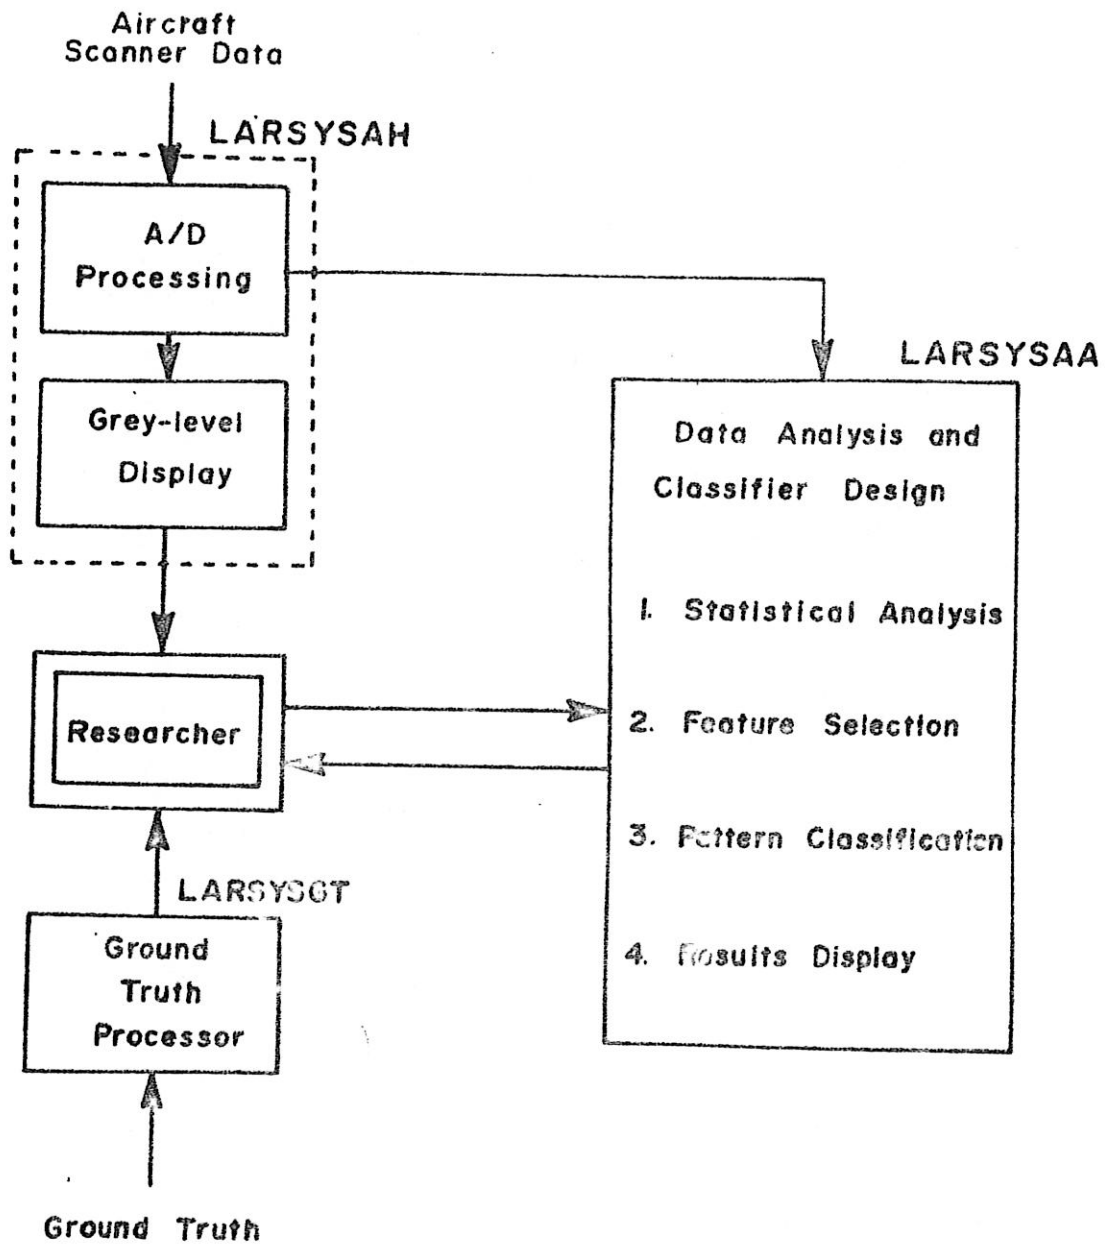 Aircraft
Scanner Data
LARSYSAH
A/D
Processing
Grey-level
Display
Researcher
LARSYSGT
Ground
Truth
Processor
Ground Truth
LARSYSAA
Data Analysis and
Classifier Design
1. Statistical Analysis
2. Feature Selection
3. Pattern Classification
4. Results Display